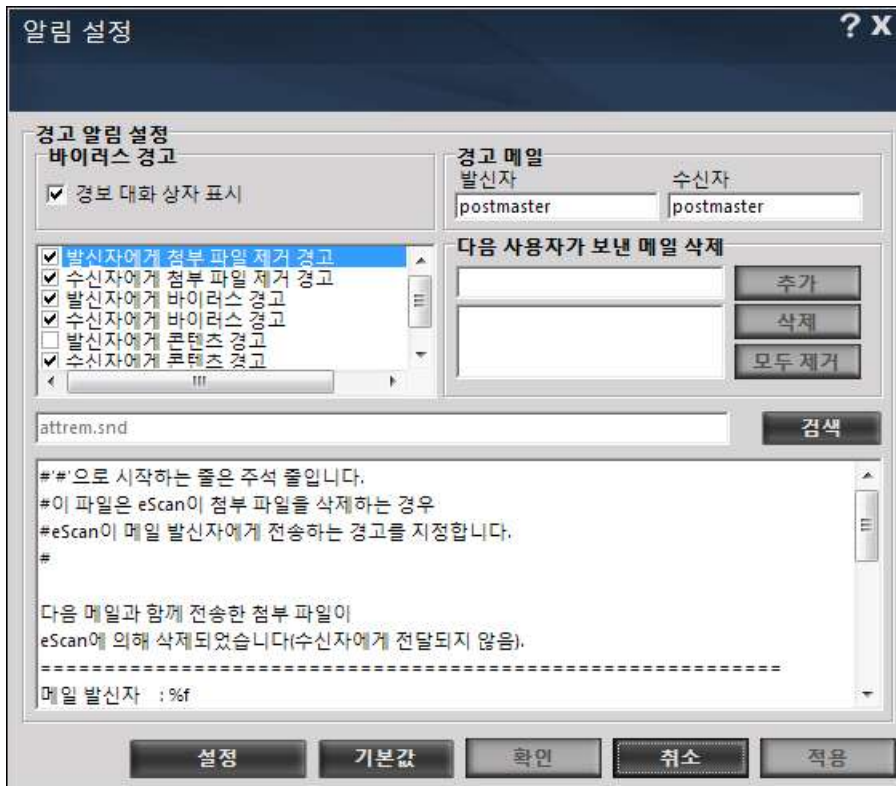 알림 설정
? X
경고 알림 설정
바이러스 경고
경보 대화 상자 표시
경고 메일
발신자
수신자
postmaster
postmaster
발신자에게 첨부 파일 제거 경고
수신자에게 첨부 파일 제거 경고
발신자에게 바이러스 경고
수신자에게 바이러스 경고
발신자에게 콘텐츠 경고
수신자에게 콘텐츠 경고
다음 사용자가 보낸 메일 삭제
추가
삭제
모두 제거
attrem.snd
검색
#'#'으로 시작하는 줄은 주석 줄입니다.
#이 파일은 eScan이 첨부 파일을 삭제하는 경우
#eScan이 메일 발신자에게 전송하는 경고를 지정합니다.
#
다음 메일과 함께 전송한 첨부 파일이
eScan에 의해 삭제되었습니다(수신자에게 전달되지 않음).
==========================================================
메일 발신자 : %f
설정
기본값
확인
취소
적용